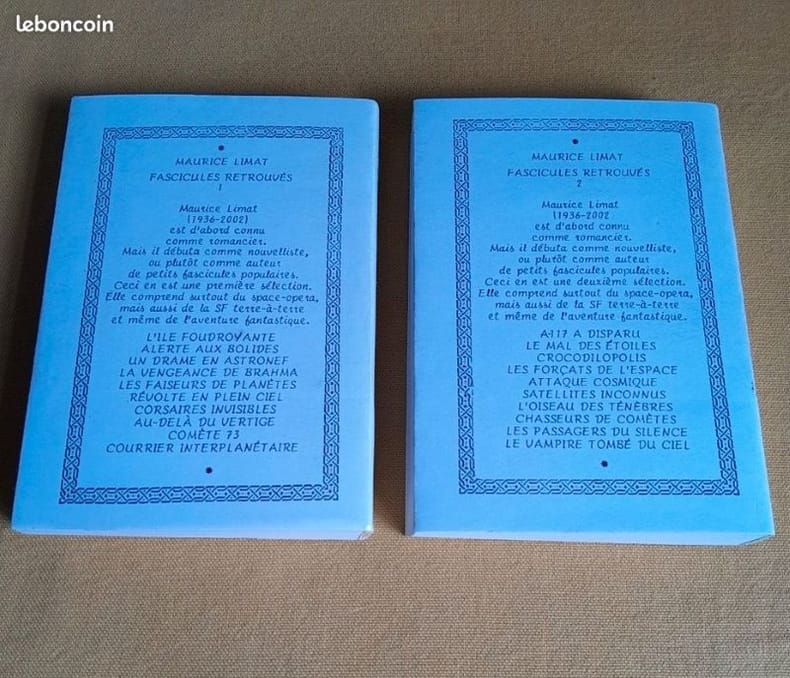 leboncoin
MAURICE LIMAT
FASCICULES RETROUVÉS
1
Maurice Limat
(1936-2002)
est d'abord connu
comme romancier.
Mais il débuta comme nouvelliste,
ou plutôt comme auteur
de petits fascicules populaires.
Ceci en est une première sélection.
Elle comprend surtout du space-opera,
mais aussi de la SF terre-à-terre
et même de l'aventure fantastique.
L'ILE FOUDROYANTE
ALERTE AUX BOLIDES
UN DRAME EN ASTRONEF
LA VENGEANCE DE BRAHMA
LES FAISEURS DE PLANÈTES
RÉVOLTE EN PLEIN CIEL
CORSAIRES INVISIBLES
AU-DELÀ DU VERTIGE
COMÈTE 73
COURRIER INTERPLANÉTAIRE
MAURICE LIMAT
FASCICULES RETROUVÉS
2
Maurice Limat
(1936-2002
est d'abord connu
comme romancier.
Mais il débuta comme nouvelliste,
ou plutôt comme auteur
de petits fascicules populaires.
Ceci en est une deuxième sélection.
Elle comprend surtout du space-opera,
mais aussi de la SF terre-à-terre
et même de l'aventure fantastique.
A-117 A DISPARU
LE MAL DES ÉTOILES
CROCODILOPOLIS
LES FORÇATS DE L'ESPACE
ATTAQUE COSMIQUE
SATELLITES INCONNUS
L'OISEAU DES TÉNÈBRES
CHASSEURS DE COMÈTES
LES PASSAGERS DU SILENCE
LE VAMPIRE TOMBÉ DU CIEL